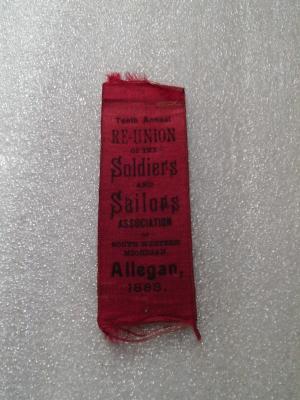 Tenth Annual
RE-UNION
OF THE
Soldiers
AND
Sailors
ASSOCIATION
OF
SOUTH WESTERN
MICHIGAN.
Allegan,